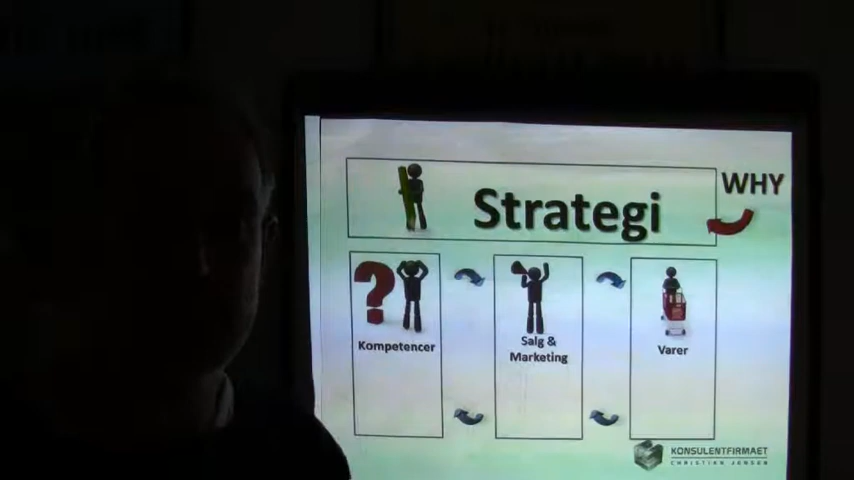 Strategi
WHY
Kompetencer
Salg &
Marketing
Varer
KONSULENTFIRMAET
CHRISTIAN JENSEN